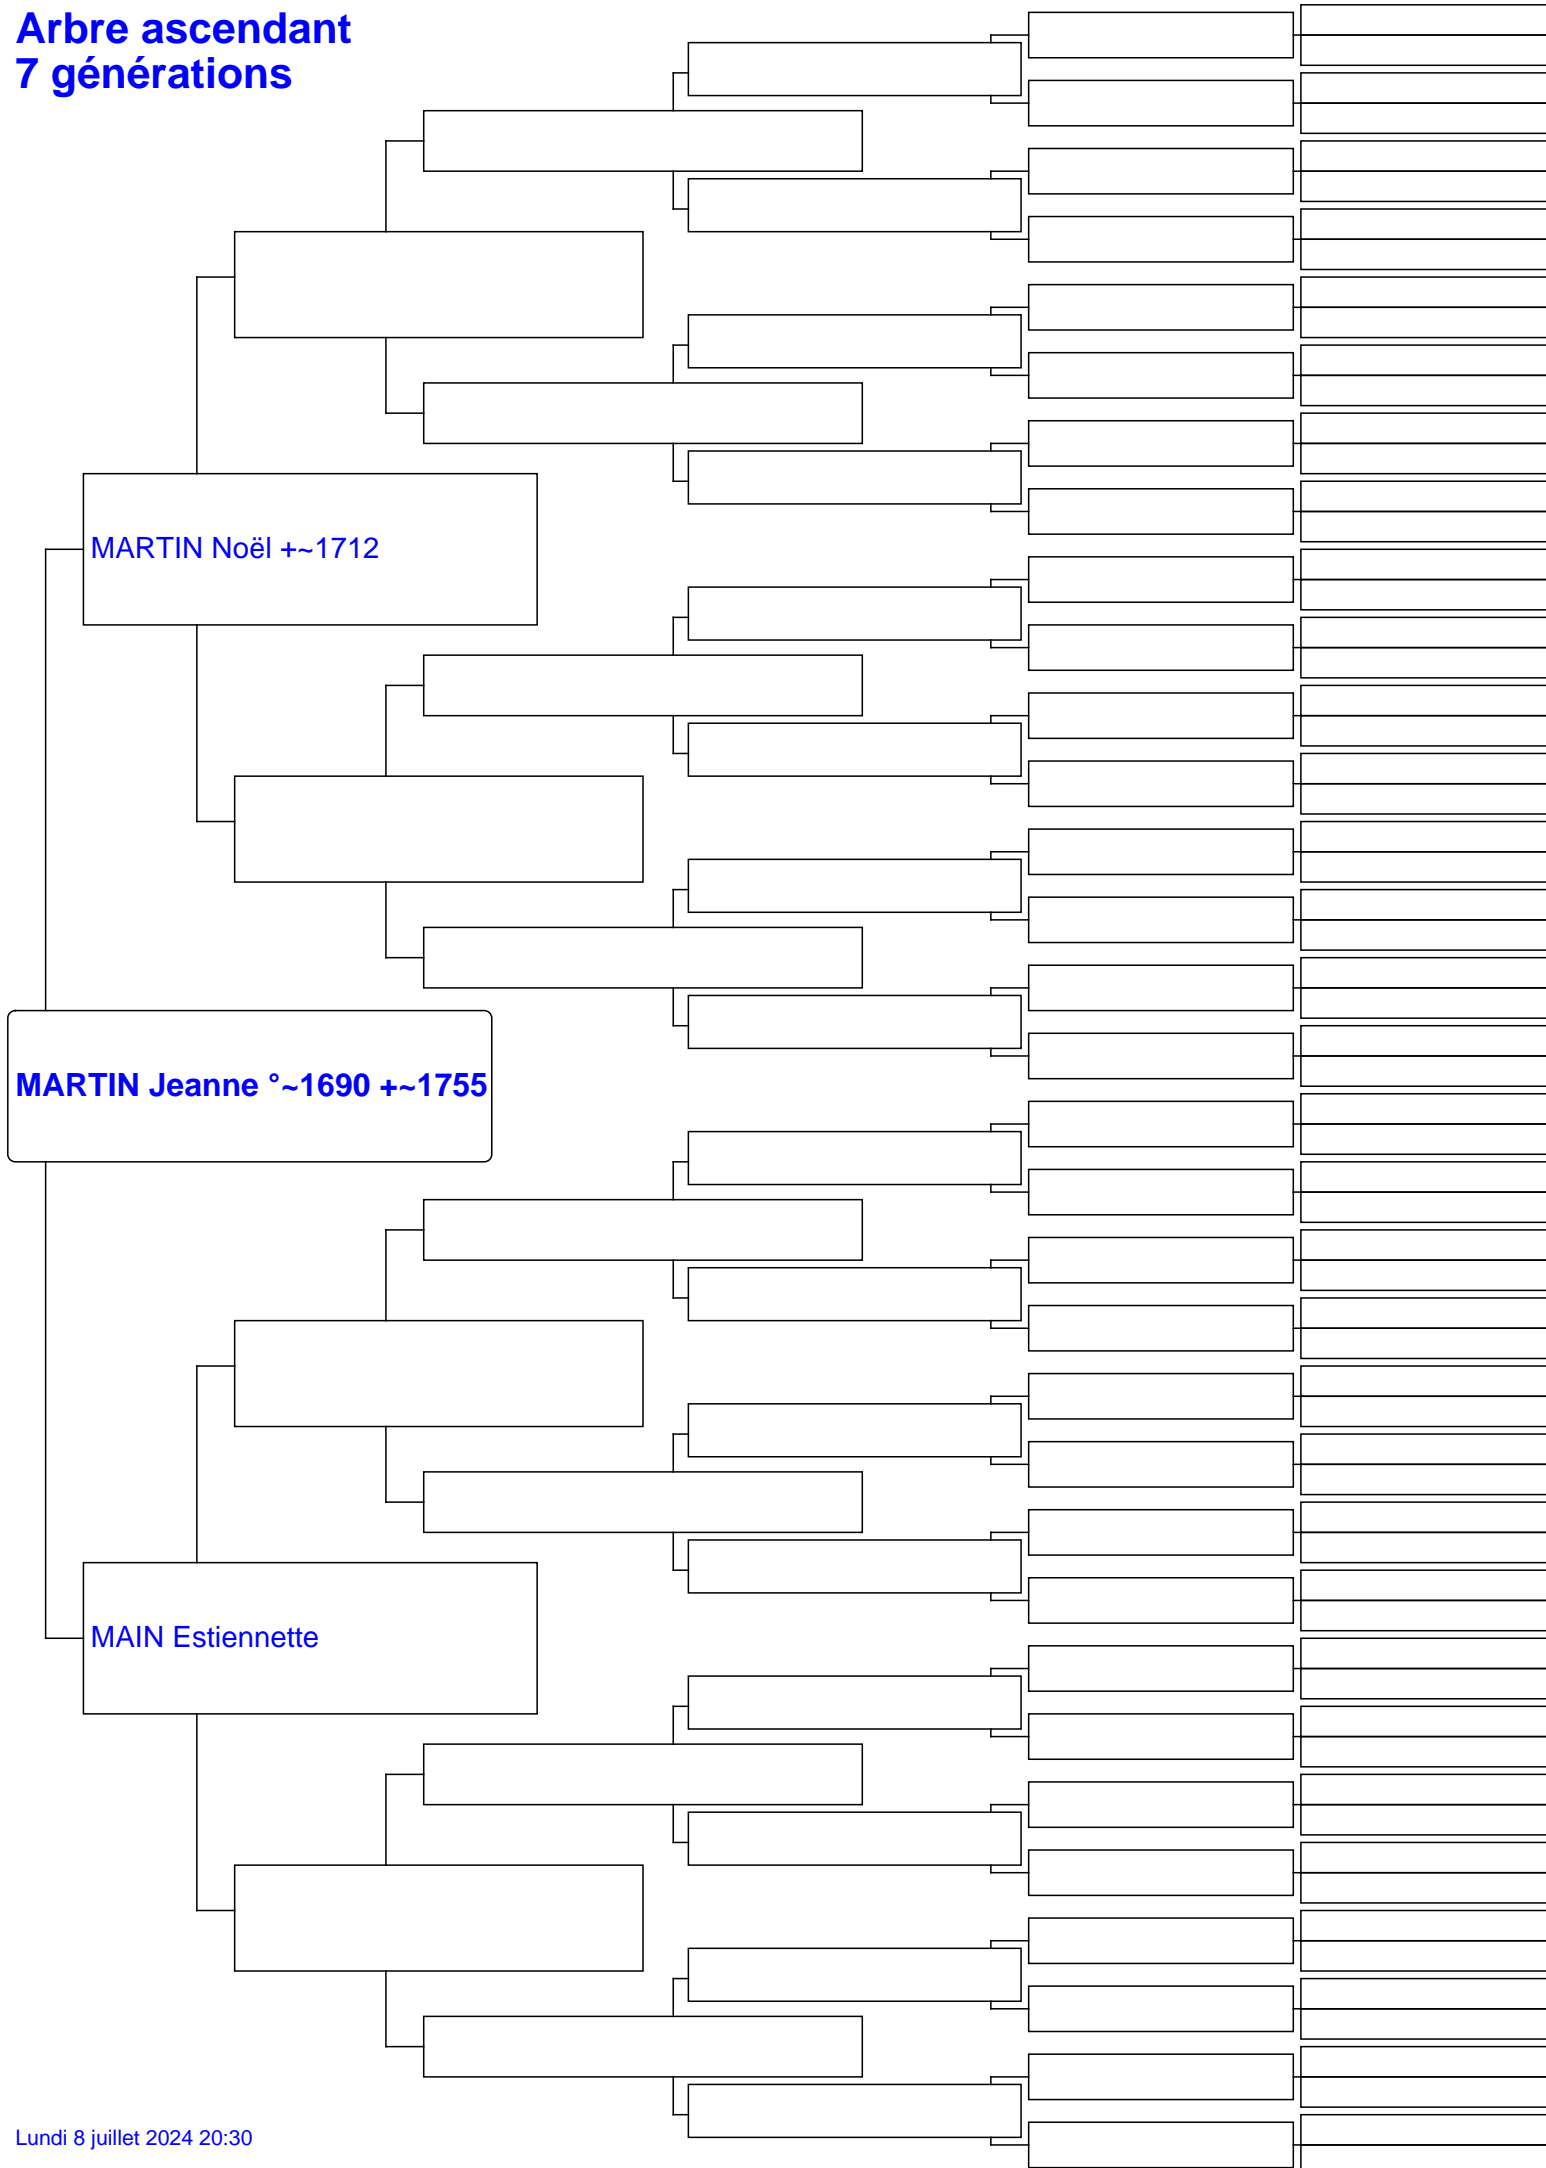 Arbre ascendant
7 générations
MARTIN Noël +~1712
MARTIN Jeanne °~1690 +~1755
MAIN Estiennette
Lundi 8 juillet 2024 20:30